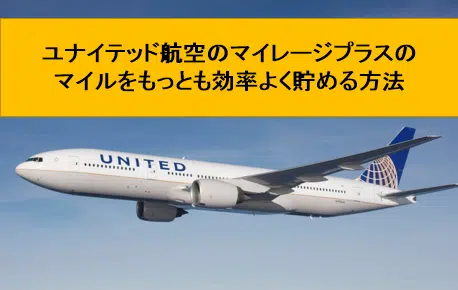 ユナイテッド航空のマイレージプラスの
マイルをもっとも効率よく貯める方法
UNITED